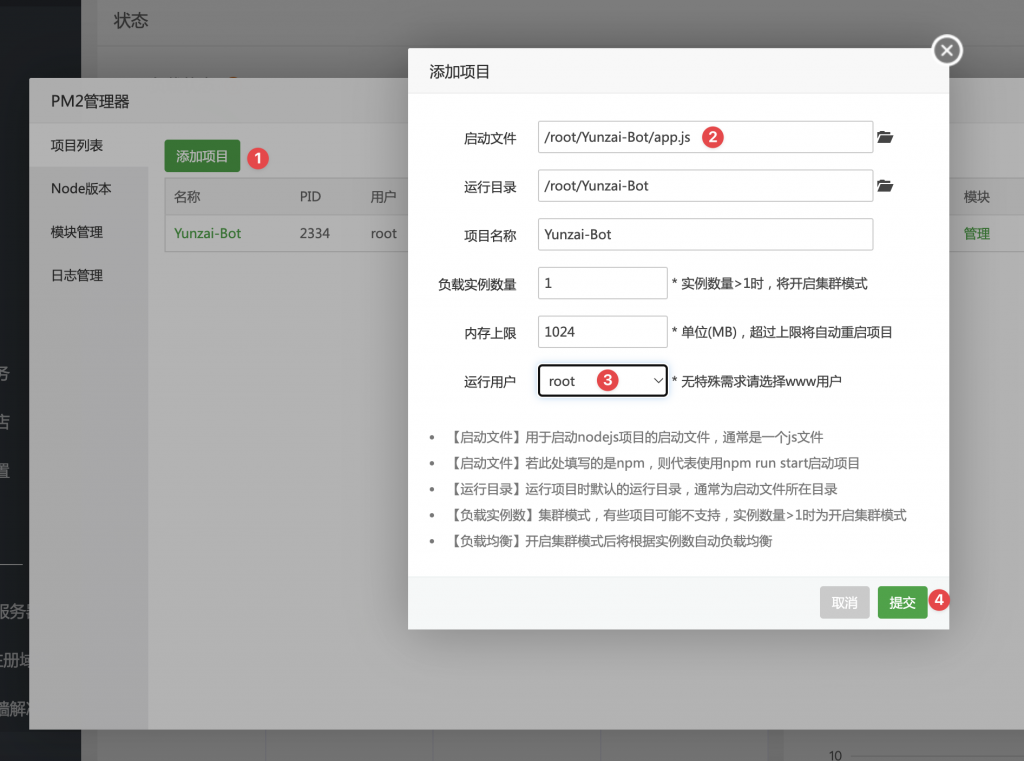 状态
添加项目
PM2管理器
启动文件 /root/Yunzai-Bot/app.js 2
项目列表
添加项目 1
运行目录 /root/Yunzai-Bot
Node版本
名称 PID 用户 模块
模块管理
Yunzai-Bot 2334 root 管理
项目名称 Yunzai-Bot
日志管理
负载实例数量 1 * 实例数量>1时，将开启集群模式
内存上限 1024 * 单位(MB)，超过上限将自动重启项目
运行用户 root 3 * 无特殊需求请选择www用户
务
店
置
• 【启动文件】用于启动nodejs项目的启动文件，通常是一个js文件
• 【启动文件】若此处填写的是npm，则代表使用npm run start启动项目
• 【运行目录】运行项目时默认的运行目录，通常为启动文件所在目录
• 【负载实例数】集群模式，有些项目可能不支持，实例数量>1时为开启集群模式
• 【负载均衡】开启集群模式后将根据实例数自动负载均衡
取消 提交 4
服务器
注册域
墙解决
10